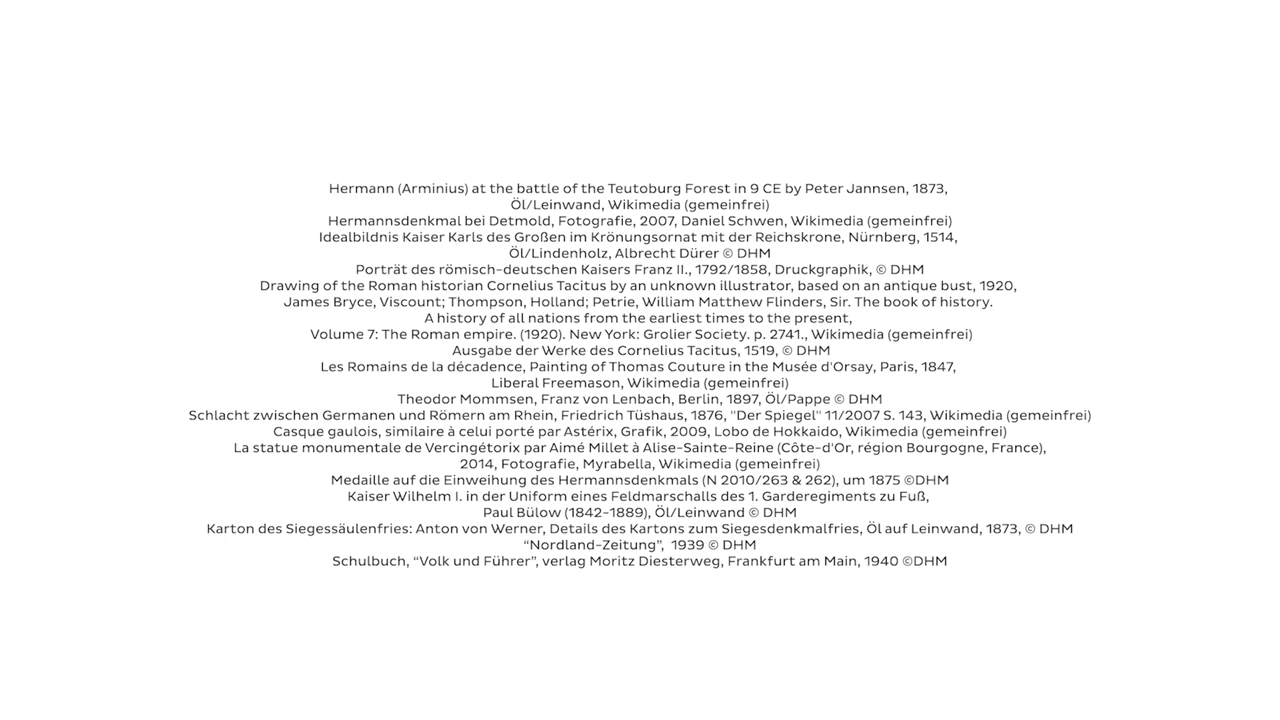 Hermann (Arminius) at the battle of the Teutoburg Forest in 9 CE by Peter Jannsen, 1873,
Öl/Leinwand, Wikimedia (gemeinfrei)
Hermannsdenkmal bei Detmold, Fotografie, 2007, Daniel Schwen, Wikimedia (gemeinfrei)
Idealbildnis Kaiser Karls des Großen im Krönungsornat mit der Reichskrone, Nürnberg, 1514,
Öl/Lindenholz, Albrecht Dürer © DHM
Porträt des römisch-deutschen Kaisers Franz II., 1792/1858, Druckgraphik, © DHM
Drawing of the Roman historian Cornelius Tacitus by an unknown illustrator, based on an antique bust, 1920,
James Bryce, Viscount; Thompson, Holland; Petrie, William Matthew Flinders, Sir. The book of history.
A history of all nations from the earliest times to the present,
Volume 7: The Roman empire. (1920). New York: Grolier Society. p. 2741., Wikimedia (gemeinfrei)
Ausgabe der Werke des Cornelius Tacitus, 1519, © DHM
Les Romains de la décadence, Painting of Thomas Couture in the Musée d'Orsay, Paris, 1847,
Liberal Freemason, Wikimedia (gemeinfrei)
Theodor Mommsen, Franz von Lenbach, Berlin, 1897, Öl/Pappe © DHM
Schlacht zwischen Germanen und Römern am Rhein, Friedrich Tüshaus, 1876, "Der Spiegel" 11/2007 S. 143, Wikimedia (gemeinfrei)
Casque gaulois, similaire à celui porté par Astérix, Grafik, 2009, Lobo de Hokkaido, Wikimedia (gemeinfrei)
La statue monumentale de Vercingétorix par Aimé Millet à Alise-Sainte-Reine (Côte-d'Or, région Bourgogne, France),
2014, Fotografie, Myrabella, Wikimedia (gemeinfrei)
Medaille auf die Einweihung des Hermannsdenkmals (N 2010/263 & 262), um 1875 ©DHM
Kaiser Wilhelm I. in der Uniform eines Feldmarschalls des 1. Garderegiments zu Fuß,
Paul Bülow (1842-1889), Öl/Leinwand © DHM
Karton des Siegessäulenfries: Anton von Werner, Details des Kartons zum Siegesdenkmalfries, Öl auf Leinwand, 1873, © DHM
“Nordland-Zeitung”, 1939 © DHM
Schulbuch, “Volk und Führer”, verlag Moritz Diesterweg, Frankfurt am Main, 1940 ©DHM